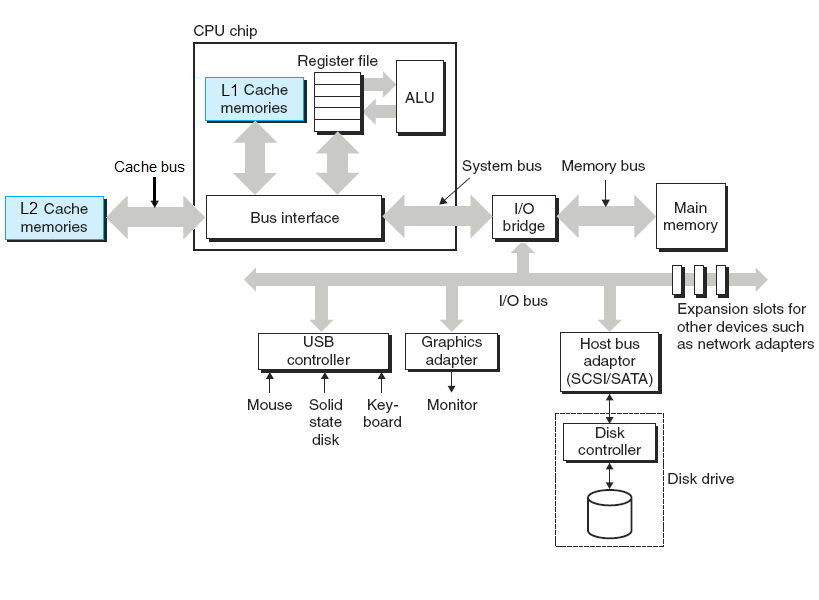 CPU chip
Register file
L1 Cache
memories
ALU
Cache bus
System bus
Memory bus
L2 Cache
memories
Bus interface
I/O
bridge
Main
memory
I/O bus
Expansion slots for
other devices such
as network adapters
USB
controller
Graphics
adapter
Host bus
adaptor
(SCSI/SATA)
Mouse
Solid
state
disk
Key-
board
Monitor
Disk
controller
Disk drive